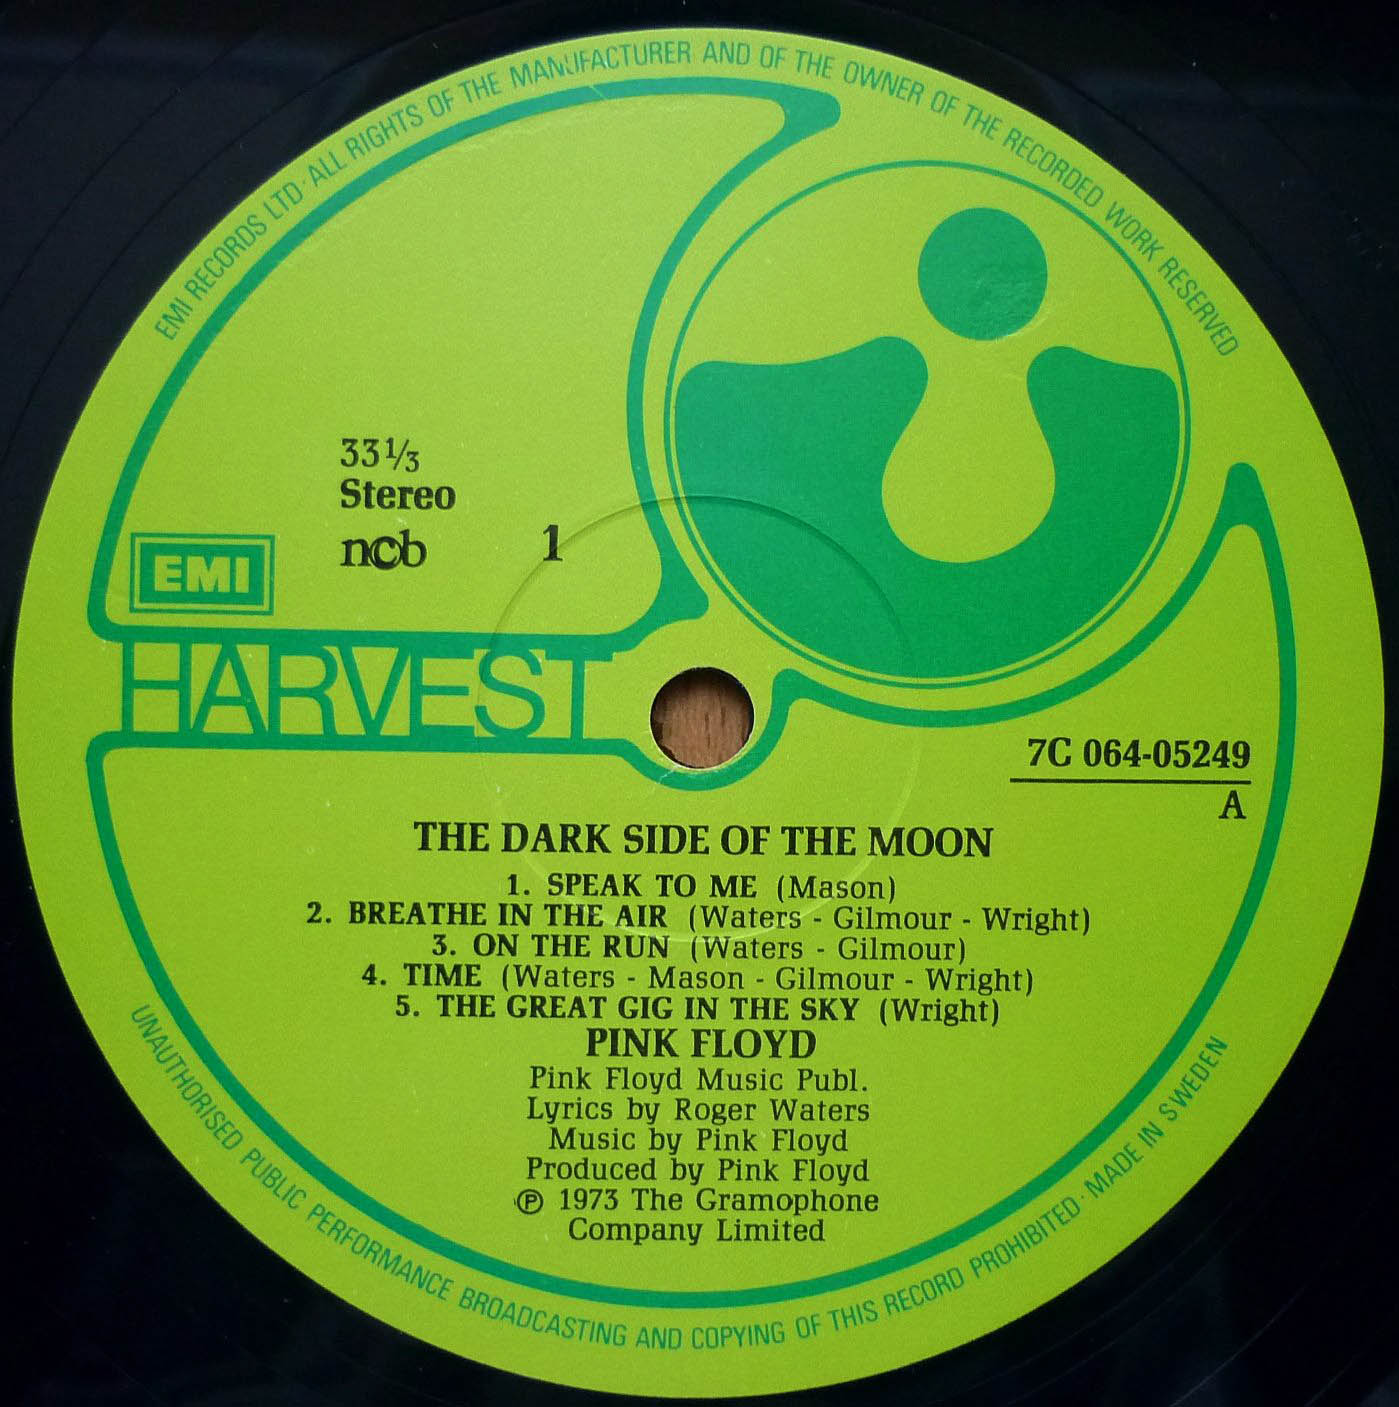 EMI RECORDS LTD · ALL RIGHTS OF THE MANUFACTURER AND OF THE OWNER OF THE RECORDED WORK RESERVED
33⅓
Stereo
ncb 1
EMI
HARVEST
7C 064-05249
A
THE DARK SIDE OF THE MOON
1. SPEAK TO ME (Mason)
2. BREATHE IN THE AIR (Waters - Gilmour - Wright)
3. ON THE RUN (Waters - Gilmour)
4. TIME (Waters - Mason - Gilmour - Wright)
5. THE GREAT GIG IN THE SKY (Wright)
PINK FLOYD
Pink Floyd Music Publ.
Lyrics by Roger Waters
Music by Pink Floyd
Produced by Pink Floyd
℗ 1973 The Gramophone
Company Limited
UNAUTHORISED PUBLIC PERFORMANCE BROADCASTING AND COPYING OF THIS RECORD PROHIBITED · MADE IN SWEDEN